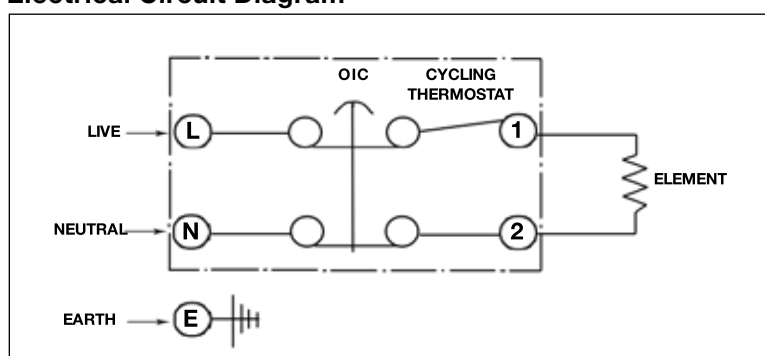 Electrical Circuit Diagram
OIC
CYCLING
THERMOSTAT
LIVE
L
1
ELEMENT
NEUTRAL
N
2
EARTH
E